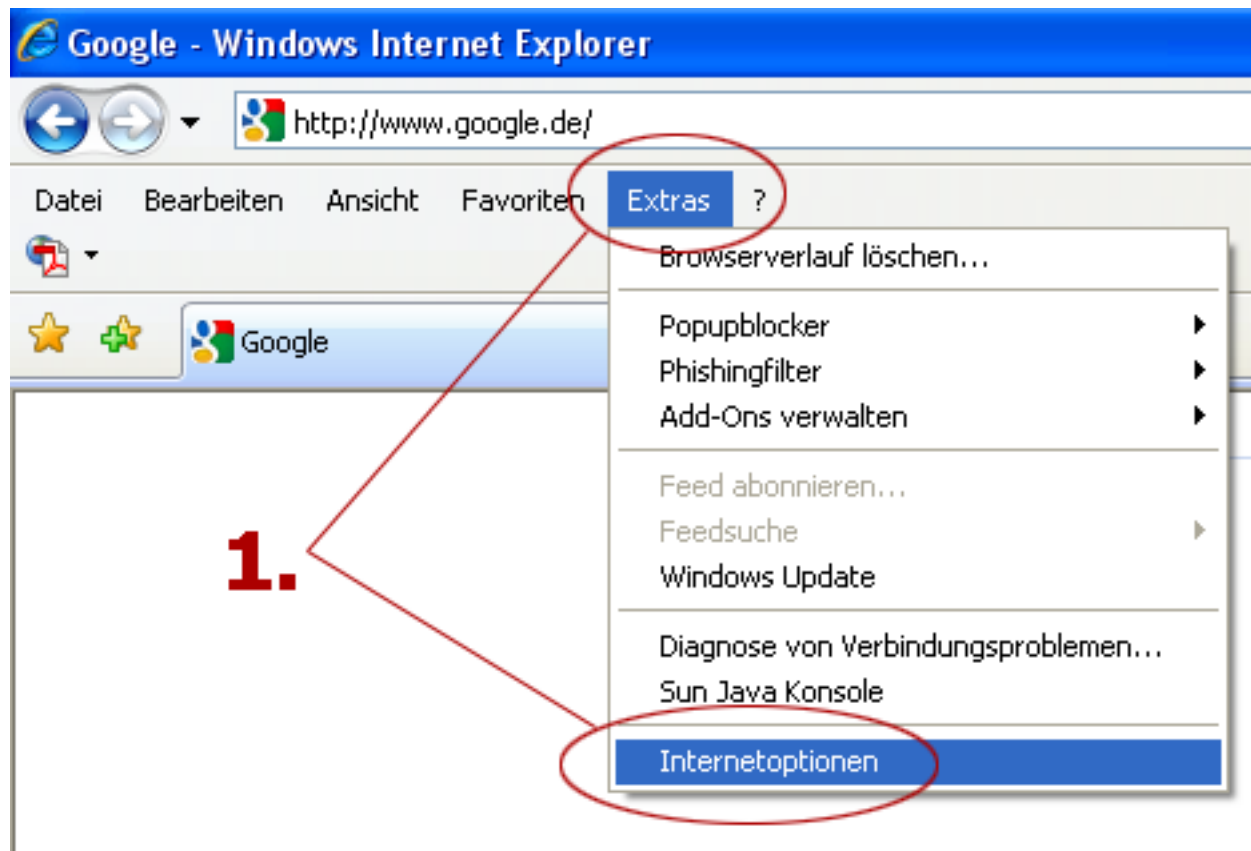 Google - Windows Internet Explorer
http://www.google.de/
Datei Bearbeiten Ansicht Favoriten Extras ?
Browserverlauf löschen...
Google
Popupblocker
Phishingfilter
Add-Ons verwalten
Feed abonnieren...
Feedsuche
Windows Update
1.
Diagnose von Verbindungsproblemen...
Sun Java Konsole
Internetoptionen